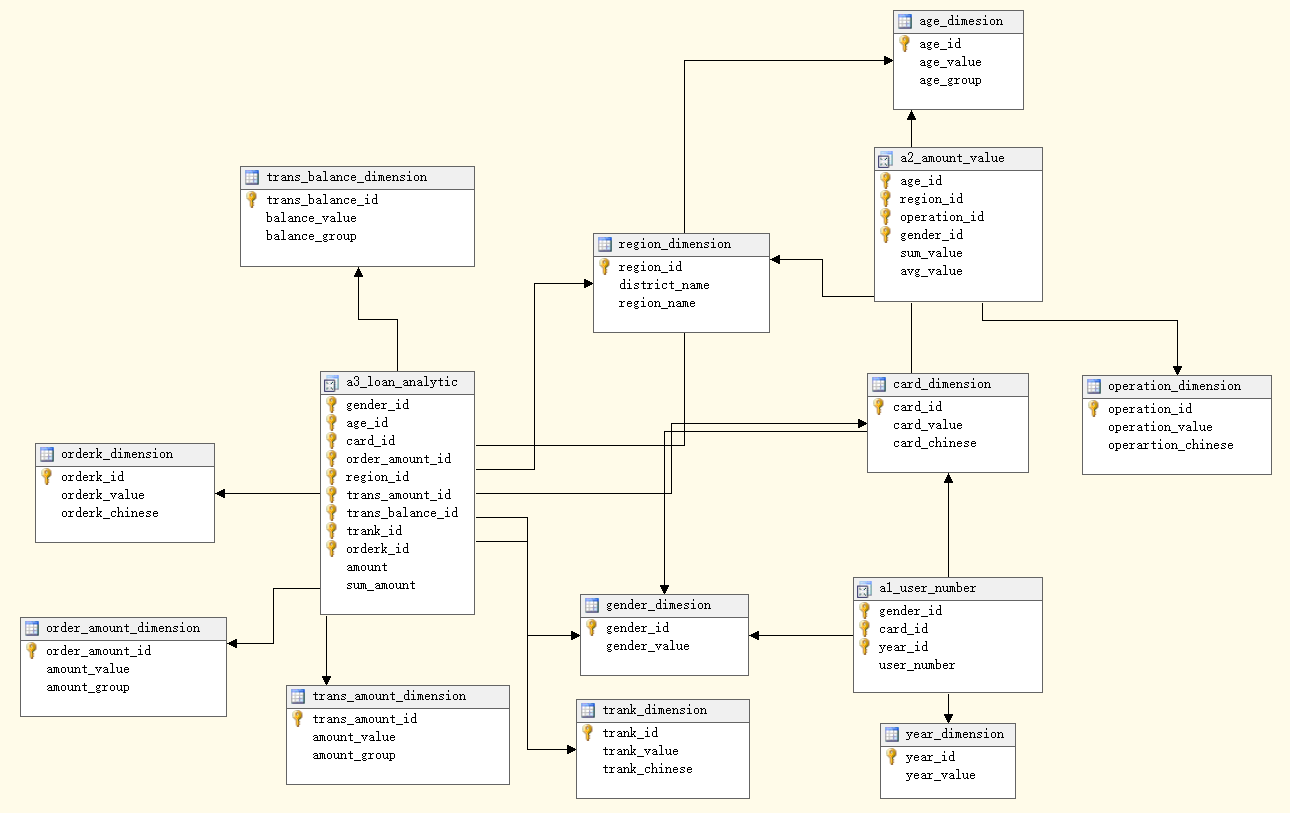 age_dimesion
age_id
age_value
age_group
a2_amount_value
age_id
region_id
operation_id
gender_id
sum_value
avg_value
trans_balance_dimension
trans_balance_id
balance_value
balance_group
region_dimension
region_id
district_name
region_name
a3_loan_analytic
gender_id
age_id
card_id
order_amount_id
region_id
trans_amount_id
trans_balance_id
trank_id
orderk_id
amount
sum_amount
card_dimension
card_id
card_value
card_chinese
operation_dimension
operation_id
operation_value
operartion_chinese
orderk_dimension
orderk_id
orderk_value
orderk_chinese
a1_user_number
gender_id
card_id
year_id
user_number
gender_dimesion
gender_id
gender_value
order_amount_dimension
order_amount_id
amount_value
amount_group
trans_amount_dimension
trans_amount_id
amount_value
amount_group
trank_dimension
trank_id
trank_value
trank_chinese
year_dimension
year_id
year_value